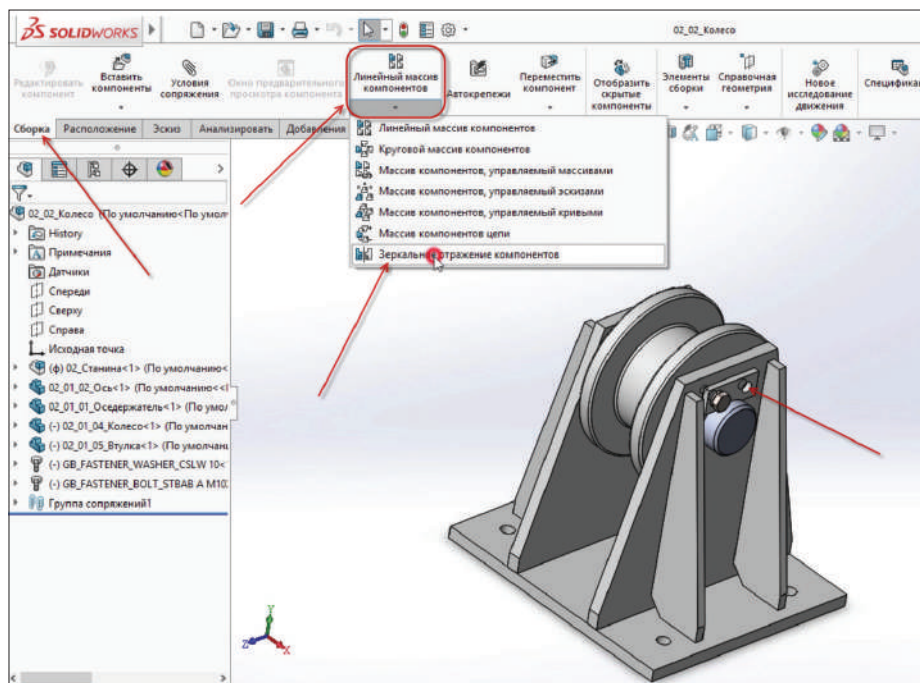 SOLIDWORKS
02_02_Колесо
Редактировать компонент
Вставить компоненты
Условия сопряжения
Окно предварительного просмотра компонента
Линейный массив компонентов
Автокрепежи
Переместить компонент
Отобразить скрытые компоненты
Элементы сборки
Справочная геометрия
Новое исследование движения
Специфика
Сборка
Расположение
Эскиз
Анализировать
Добавления
Линейный массив компонентов
Круговой массив компонентов
Массив компонентов, управляемый массивами
Массив компонентов, управляемый эскизами
Массив компонентов, управляемый кривыми
Массив компонентов цепи
Зеркальное отражение компонентов
02_02_Колесо (По умолчанию<По умол
History
Примечания
Датчики
Спереди
Сверху
Справа
Исходная точка
(ф) 02_Станина<1> (По умолчанию<
02_01_02_Ось<1> (По умолчанию<<
02_01_01_Оседержатель<1> (По умо
(-) 02_01_04_Колесо<1> (По умолчан
(-) 02_01_05_Втулка<1> (По умолчан
(-) GB_FASTENER_WASHER_CSLW 10<
(-) GB_FASTENER_BOLT_STBAB A M10
Группа сопряжений1
Y
Z
X